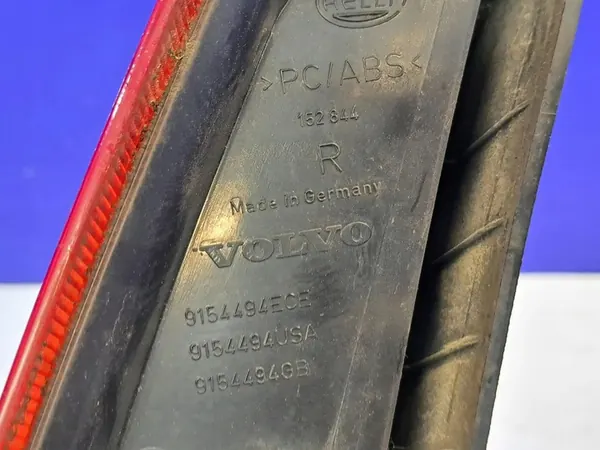 HELLA
>PC/ABS<
152 844
R
Made in Germany
VOLVO
9154494ECE
9154494USA
9154494GB